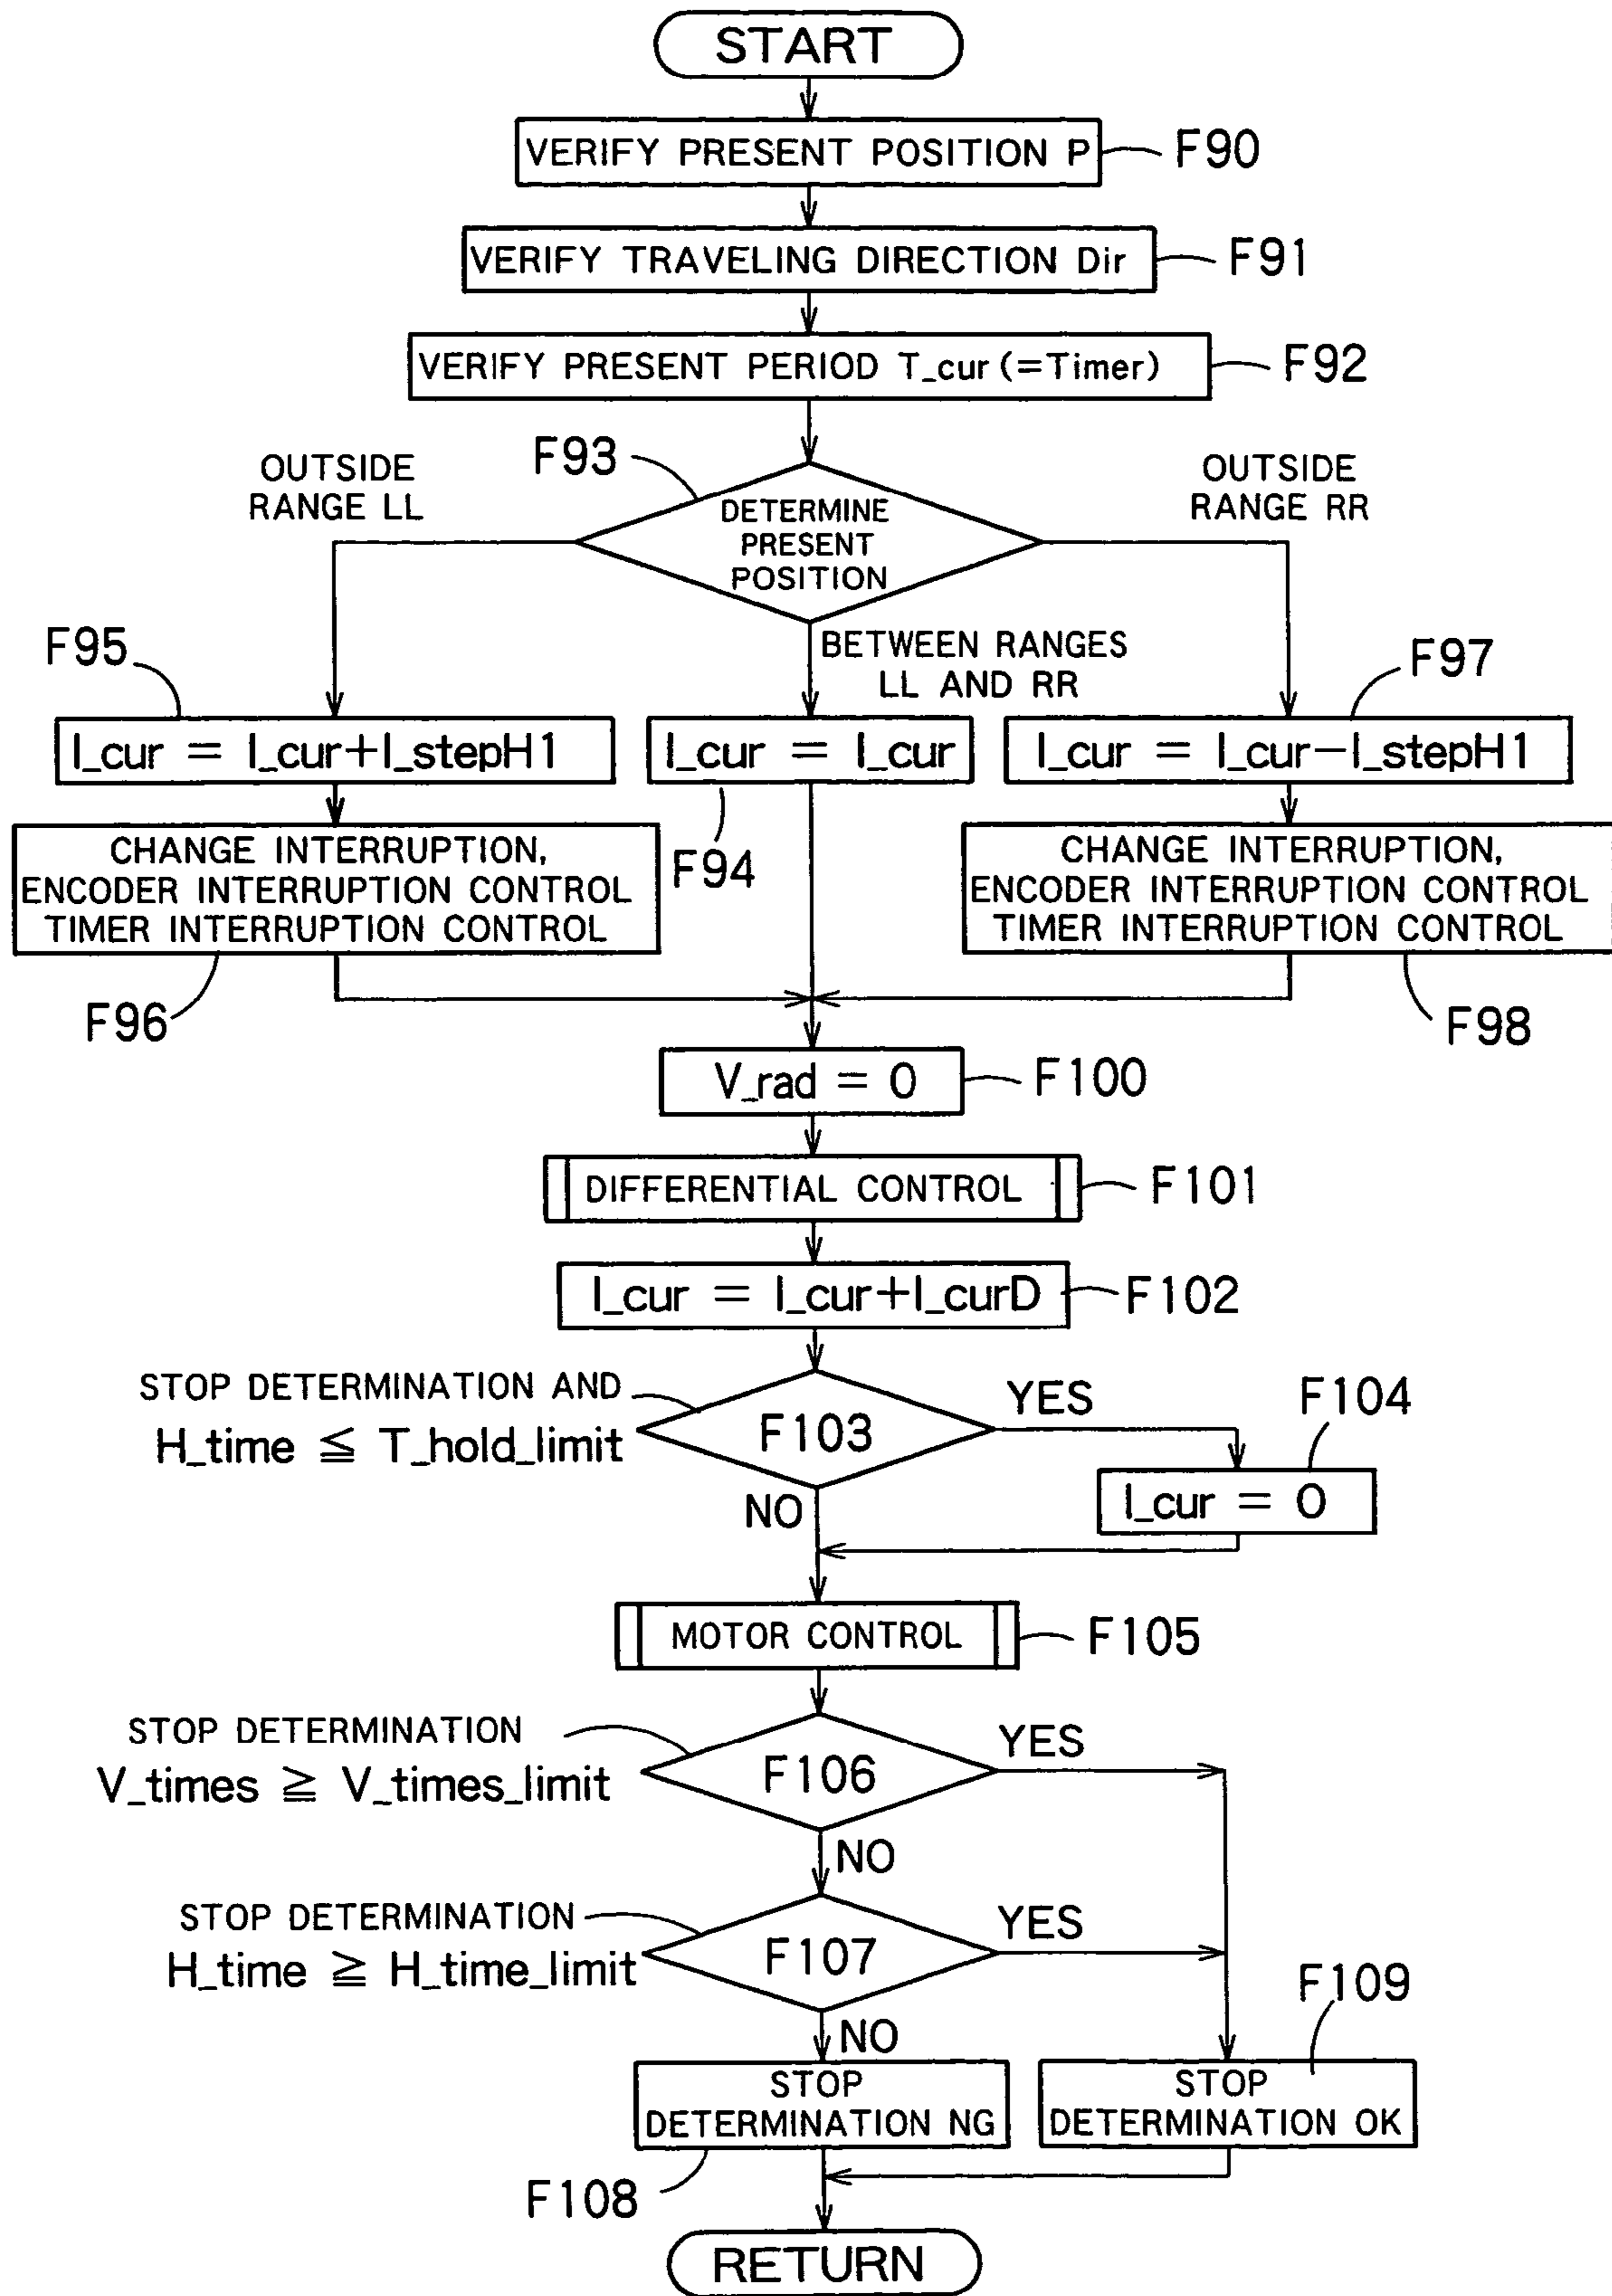 START
VERIFY PRESENT POSITION P
F90
VERIFY TRAVELING DIRECTION Dir
F91
VERIFY PRESENT PERIOD T_cur (=Timer)
F92
F93
OUTSIDE
RANGE LL
DETERMINE
PRESENT
POSITION
OUTSIDE
RANGE RR
BETWEEN RANGES
LL AND RR
F95
I_cur = I_cur+I_stepH1
I_cur = I_cur
F94
F97
I_cur = I_cur−I_stepH1
CHANGE INTERRUPTION,
ENCODER INTERRUPTION CONTROL
TIMER INTERRUPTION CONTROL
F96
CHANGE INTERRUPTION,
ENCODER INTERRUPTION CONTROL
TIMER INTERRUPTION CONTROL
F98
V_rad = 0
F100
DIFFERENTIAL CONTROL
F101
I_cur = I_cur+I_curD
F102
STOP DETERMINATION AND
H_time ≦ T_hold_limit
F103
YES
F104
I_cur = 0
NO
MOTOR CONTROL
F105
STOP DETERMINATION
V_times ≧ V_times_limit
F106
YES
NO
STOP DETERMINATION
H_time ≧ H_time_limit
F107
YES
NO
F109
STOP
DETERMINATION NG
F108
STOP
DETERMINATION OK
RETURN